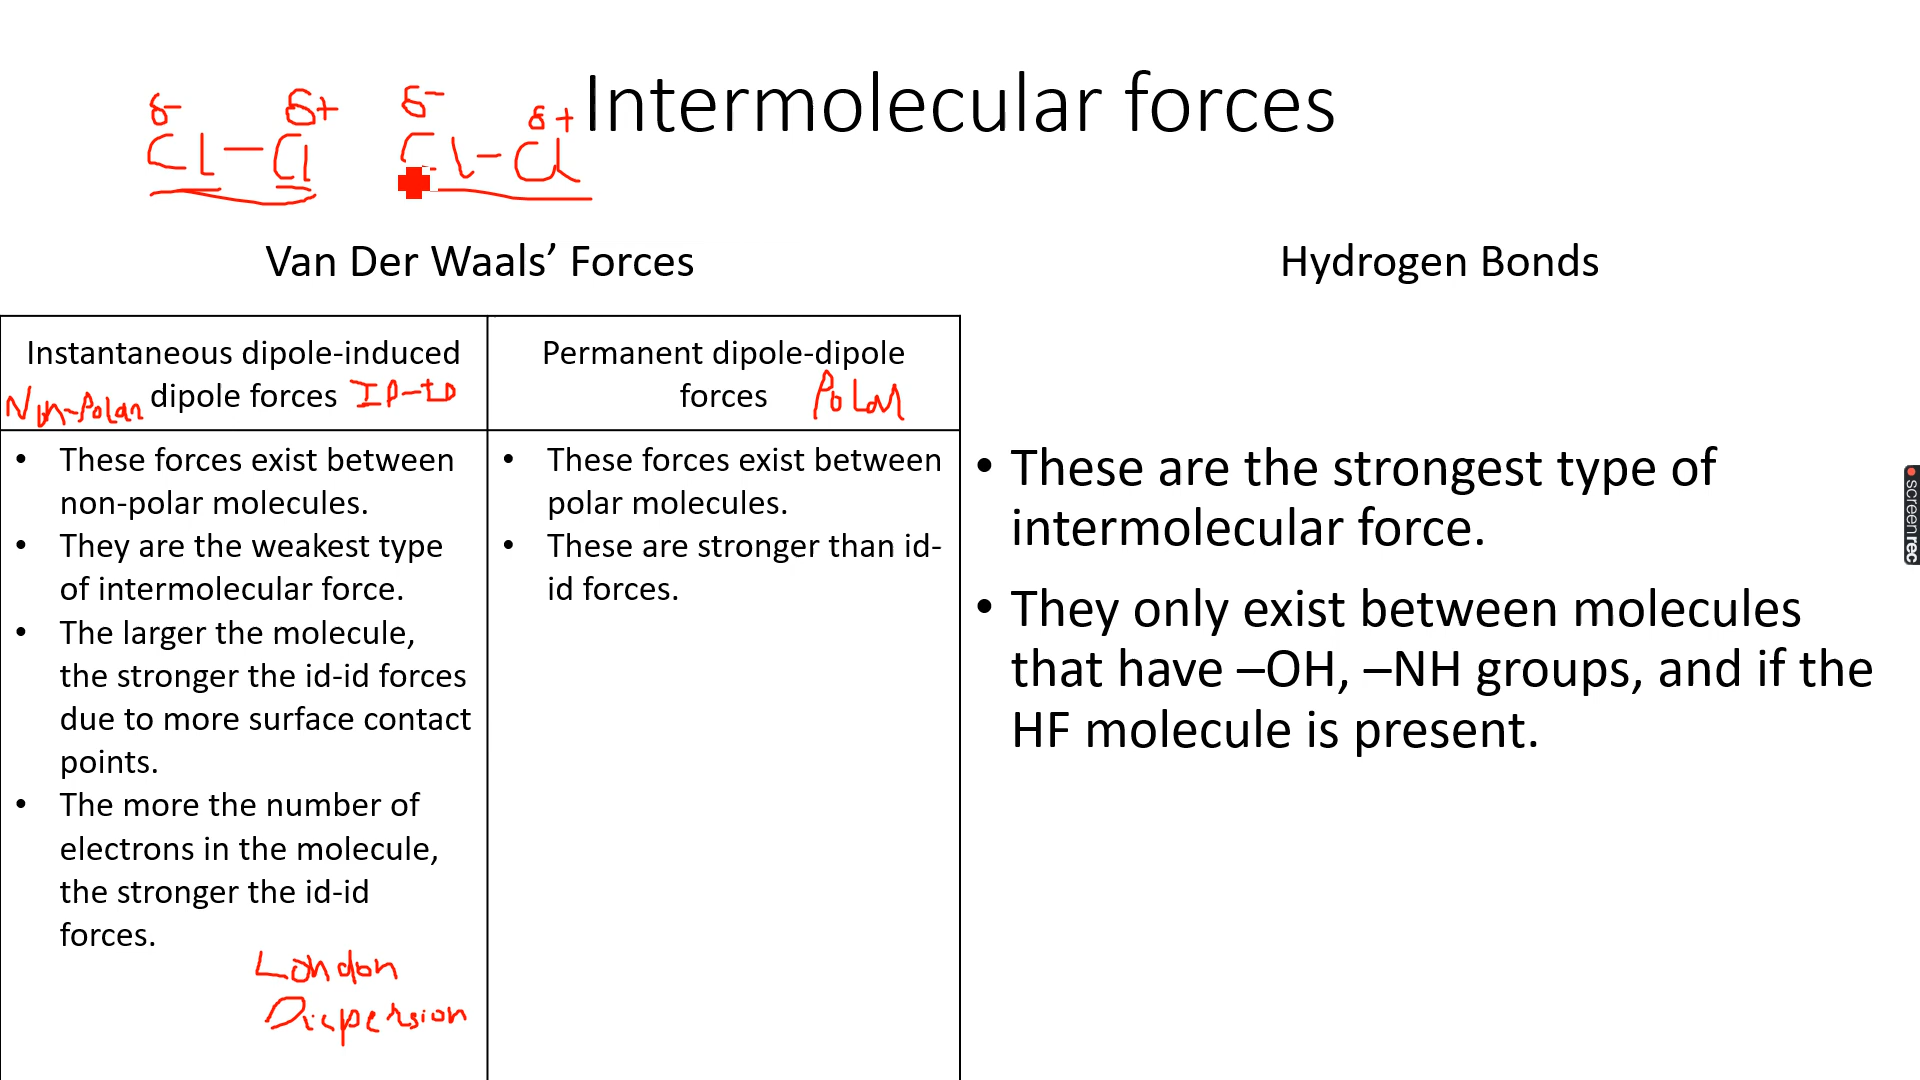 Intermolecular forces
δ- δ+ δ- δ+
Cl-Cl Cl-Cl
Van Der Waals’ Forces
Hydrogen Bonds
Instantaneous dipole-induced
dipole forces
Non-Polar
ID-ID
Permanent dipole-dipole
forces
Polar
• These forces exist between
non-polar molecules.
• They are the weakest type
of intermolecular force.
• The larger the molecule,
the stronger the id-id forces
due to more surface contact
points.
• The more the number of
electrons in the molecule,
the stronger the id-id
forces.
London
Dispersion
• These forces exist between
polar molecules.
• These are stronger than id-
id forces.
• These are the strongest type of
intermolecular force.
• They only exist between molecules
that have –OH, –NH groups, and if the
HF molecule is present.
screenrec